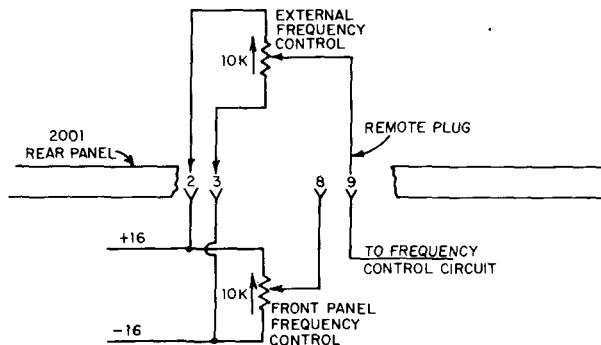 EXTERNAL
FREQUENCY
CONTROL
10K
2001
REAR PANEL
REMOTE PLUG
2 3 8 9
+16
TO FREQUENCY
CONTROL CIRCUIT
10K
FRONT PANEL
FREQUENCY
CONTROL
-16